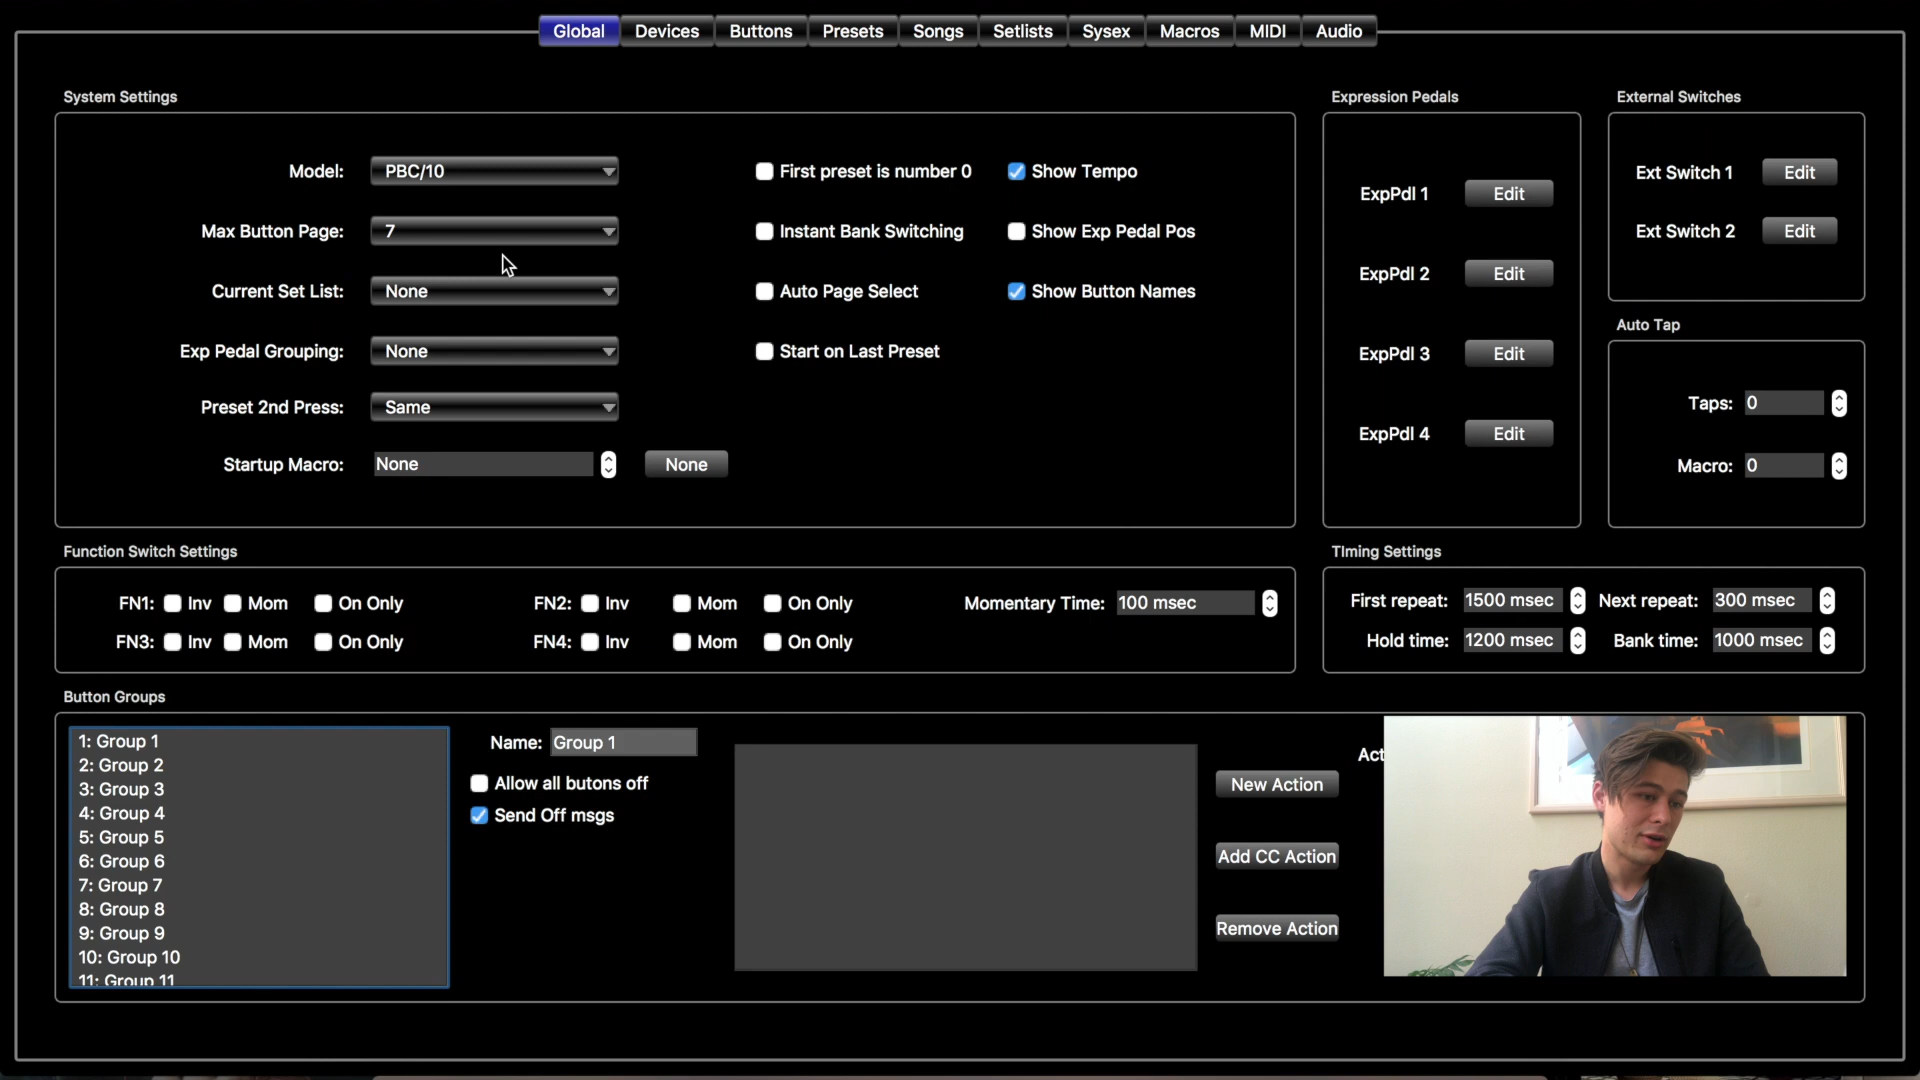 Global Devices Buttons Presets Songs Setlists Sysex Macros MIDI Audio
System Settings
Model: PBC/10
Max Button Page: 7
Current Set List: None
Exp Pedal Grouping: None
Preset 2nd Press: Same
Startup Macro: None None
First preset is number 0
Instant Bank Switching
Auto Page Select
Start on Last Preset
Show Tempo
Show Exp Pedal Pos
Show Button Names
Expression Pedals
ExpPdl 1 Edit
ExpPdl 2 Edit
ExpPdl 3 Edit
ExpPdl 4 Edit
External Switches
Ext Switch 1 Edit
Ext Switch 2 Edit
Auto Tap
Taps: 0
Macro: 0
Function Switch Settings
FN1: Inv Mom On Only FN2: Inv Mom On Only Momentary Time: 100 msec
FN3: Inv Mom On Only FN4: Inv Mom On Only
TIming Settings
First repeat: 1500 msec Next repeat: 300 msec
Hold time: 1200 msec Bank time: 1000 msec
Button Groups
1: Group 1
2: Group 2
3: Group 3
4: Group 4
5: Group 5
6: Group 6
7: Group 7
8: Group 8
9: Group 9
10: Group 10
11: Group 11
Name: Group 1
Allow all butons off
Send Off msgs
New Action
Add CC Action
Remove Action
Act